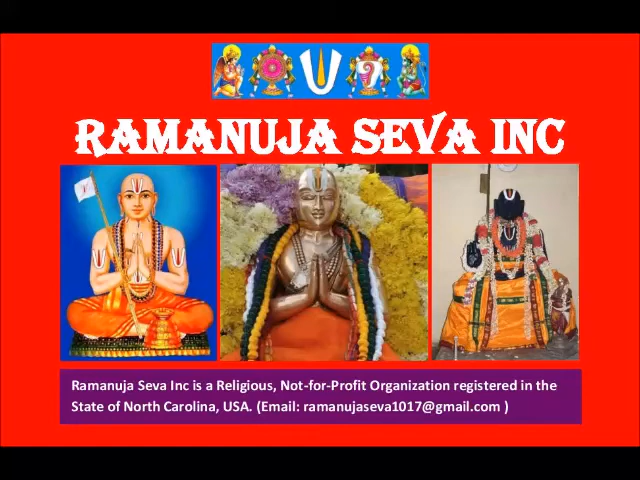 RAMANUJA SEVA INC
Ramanuja Seva Inc is a Religious, Not-for-Profit Organization registered in the
State of North Carolina, USA. (Email: ramanujaseva1017@gmail.com )